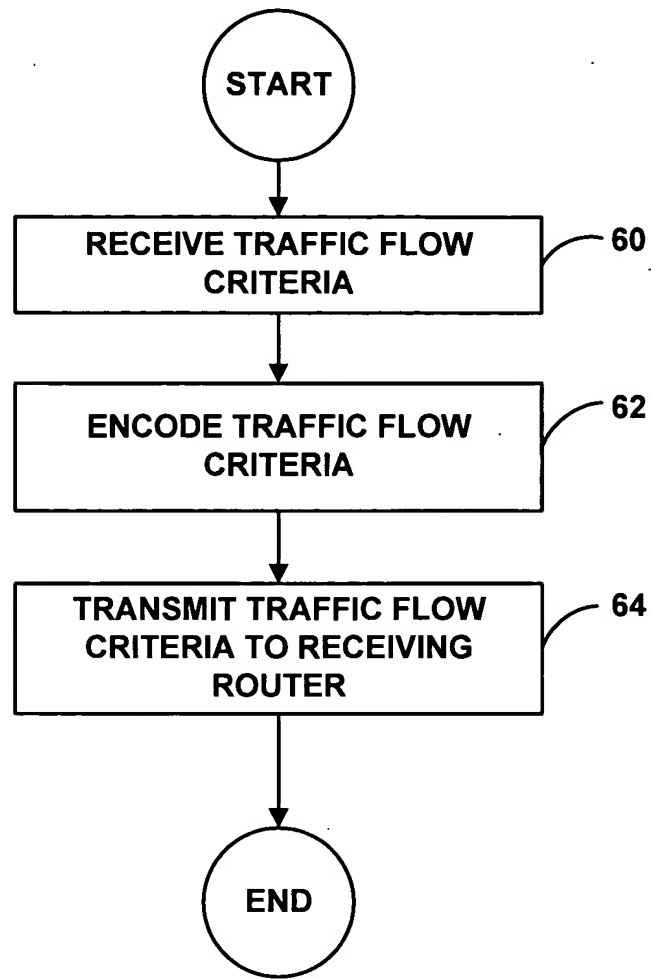 START
RECEIVE TRAFFIC FLOW
CRITERIA
60
ENCODE TRAFFIC FLOW
CRITERIA
62
TRANSMIT TRAFFIC FLOW
CRITERIA TO RECEIVING
ROUTER
64
END